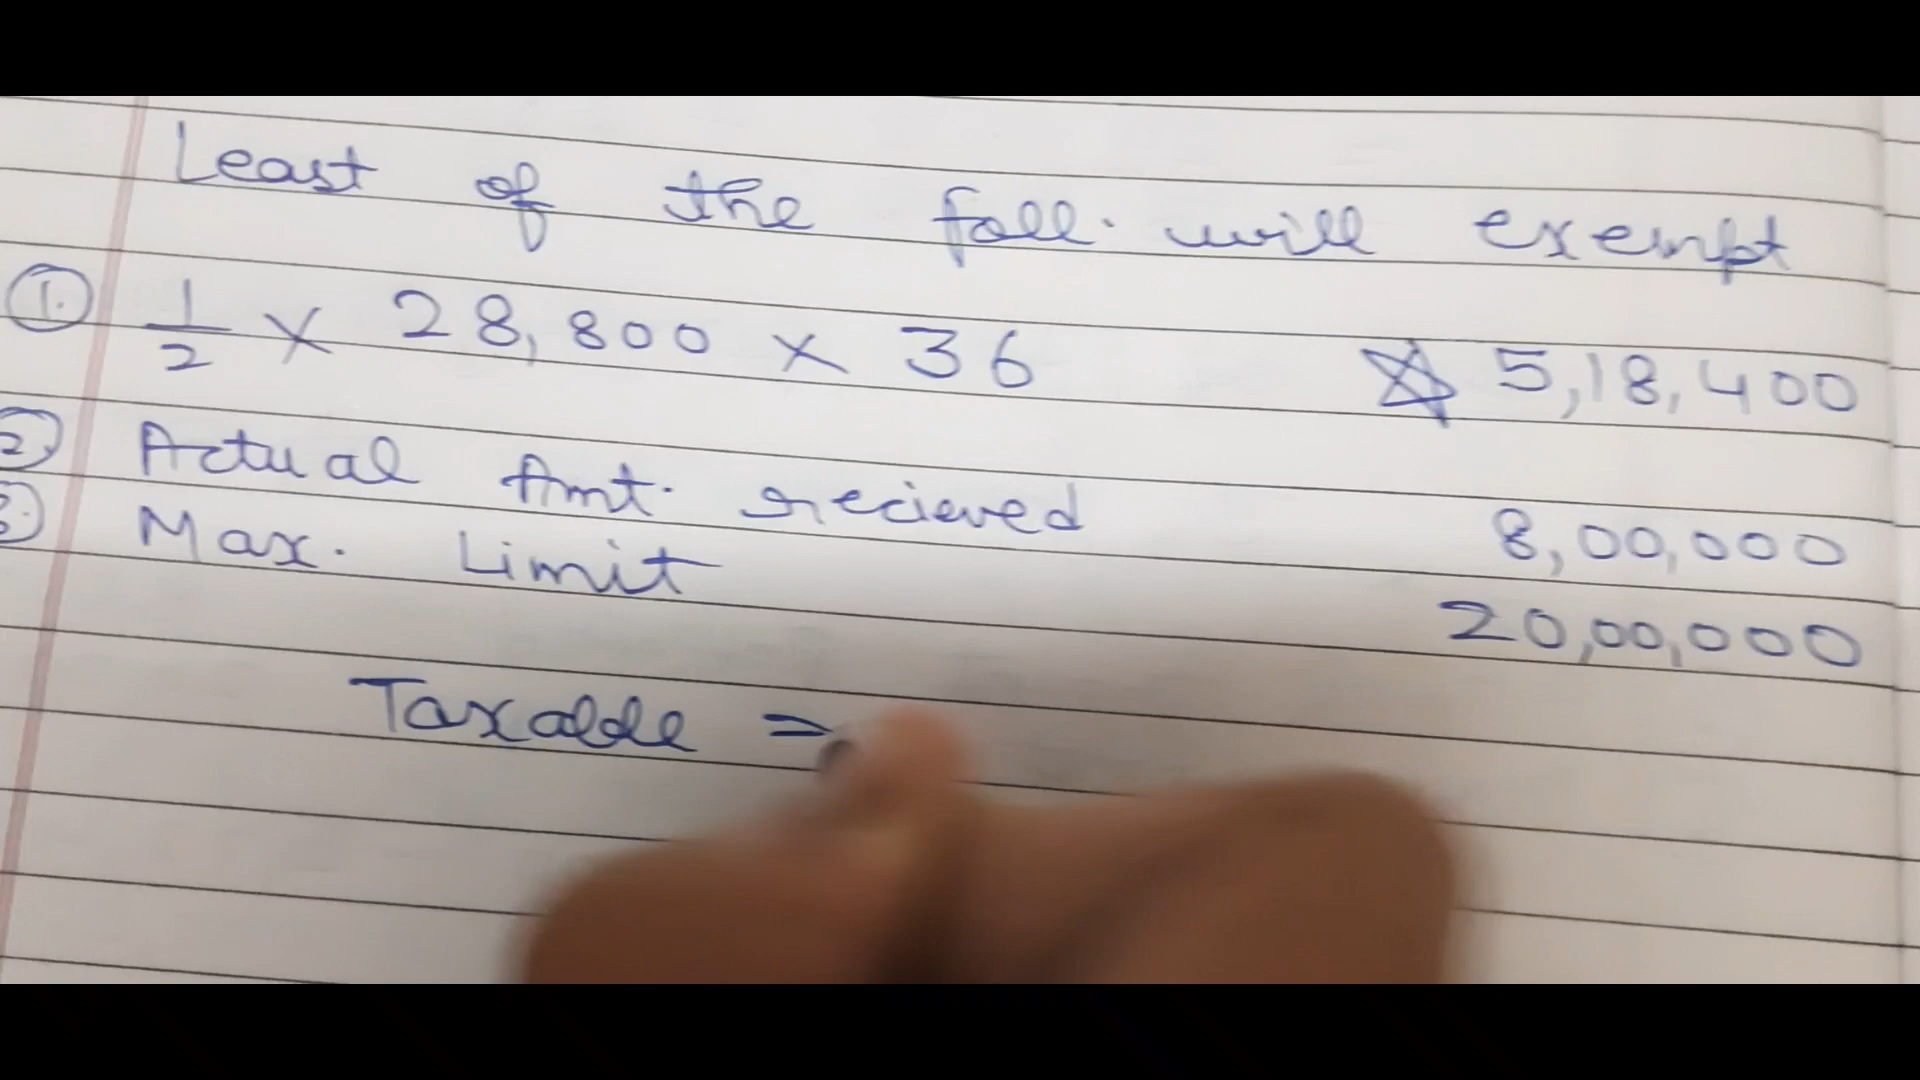 Least of the foll. will exempt
① 1/2 × 28,800 × 36 ☆ 5,18,400
② Actual Amt. recieved 8,00,000
③ Max. Limit 20,00,000
Taxable =